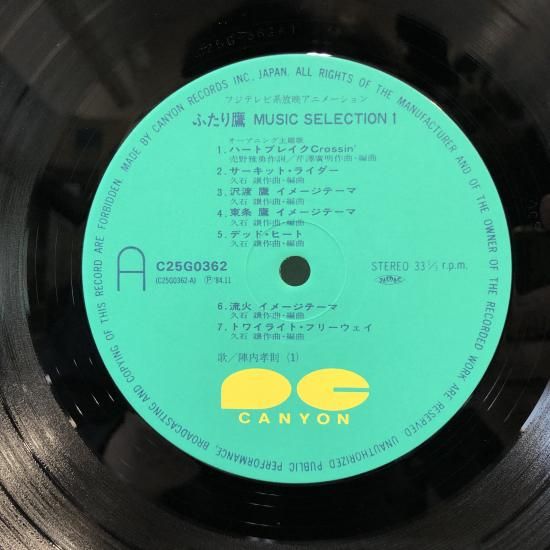 MADE BY CANYON RECORDS INC., JAPAN. ALL RIGHTS OF THE MANUFACTURER AND OF THE OWNER OF THE RECORDED WORK ARE RESERVED. UNAUTHORIZED PUBLIC PERFORMANCE, BROADCASTING AND COPYING OF THIS RECORD ARE FORBIDDEN.
フジテレビ系放映アニメーション
ふたり鷹 MUSIC SELECTION 1
オープニング主題歌
1. ハートブレイクCrossin'
売野雅勇作詞／芹澤廣明作曲・編曲
2. サーキット・ライダー
久石 譲作曲・編曲
3. 沢渡 鷹 イメージテーマ
久石 譲作曲・編曲
4. 東条 鷹 イメージテーマ
久石 譲作曲・編曲
5. デッド・ヒート
久石 譲作曲・編曲
A
C25G0362
(C25G0362-A) Ⓟ'84.11
STEREO 33 1/3 r.p.m.
6. 流火 イメージテーマ
久石 譲作曲・編曲
7. トワイライト・フリーウェイ
久石 譲作曲・編曲
歌／陣内孝則 (1)
CANYON